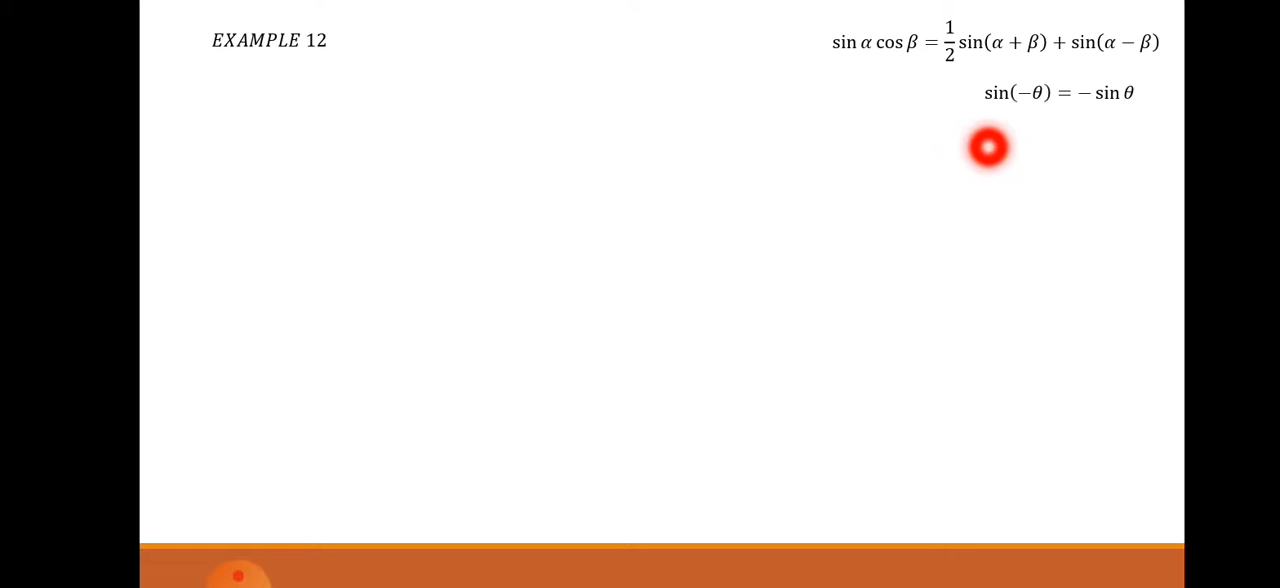 EXAMPLE 12
sin α cos β = 1/2 sin(α + β) + sin(α − β)
sin(−θ) = − sin θ